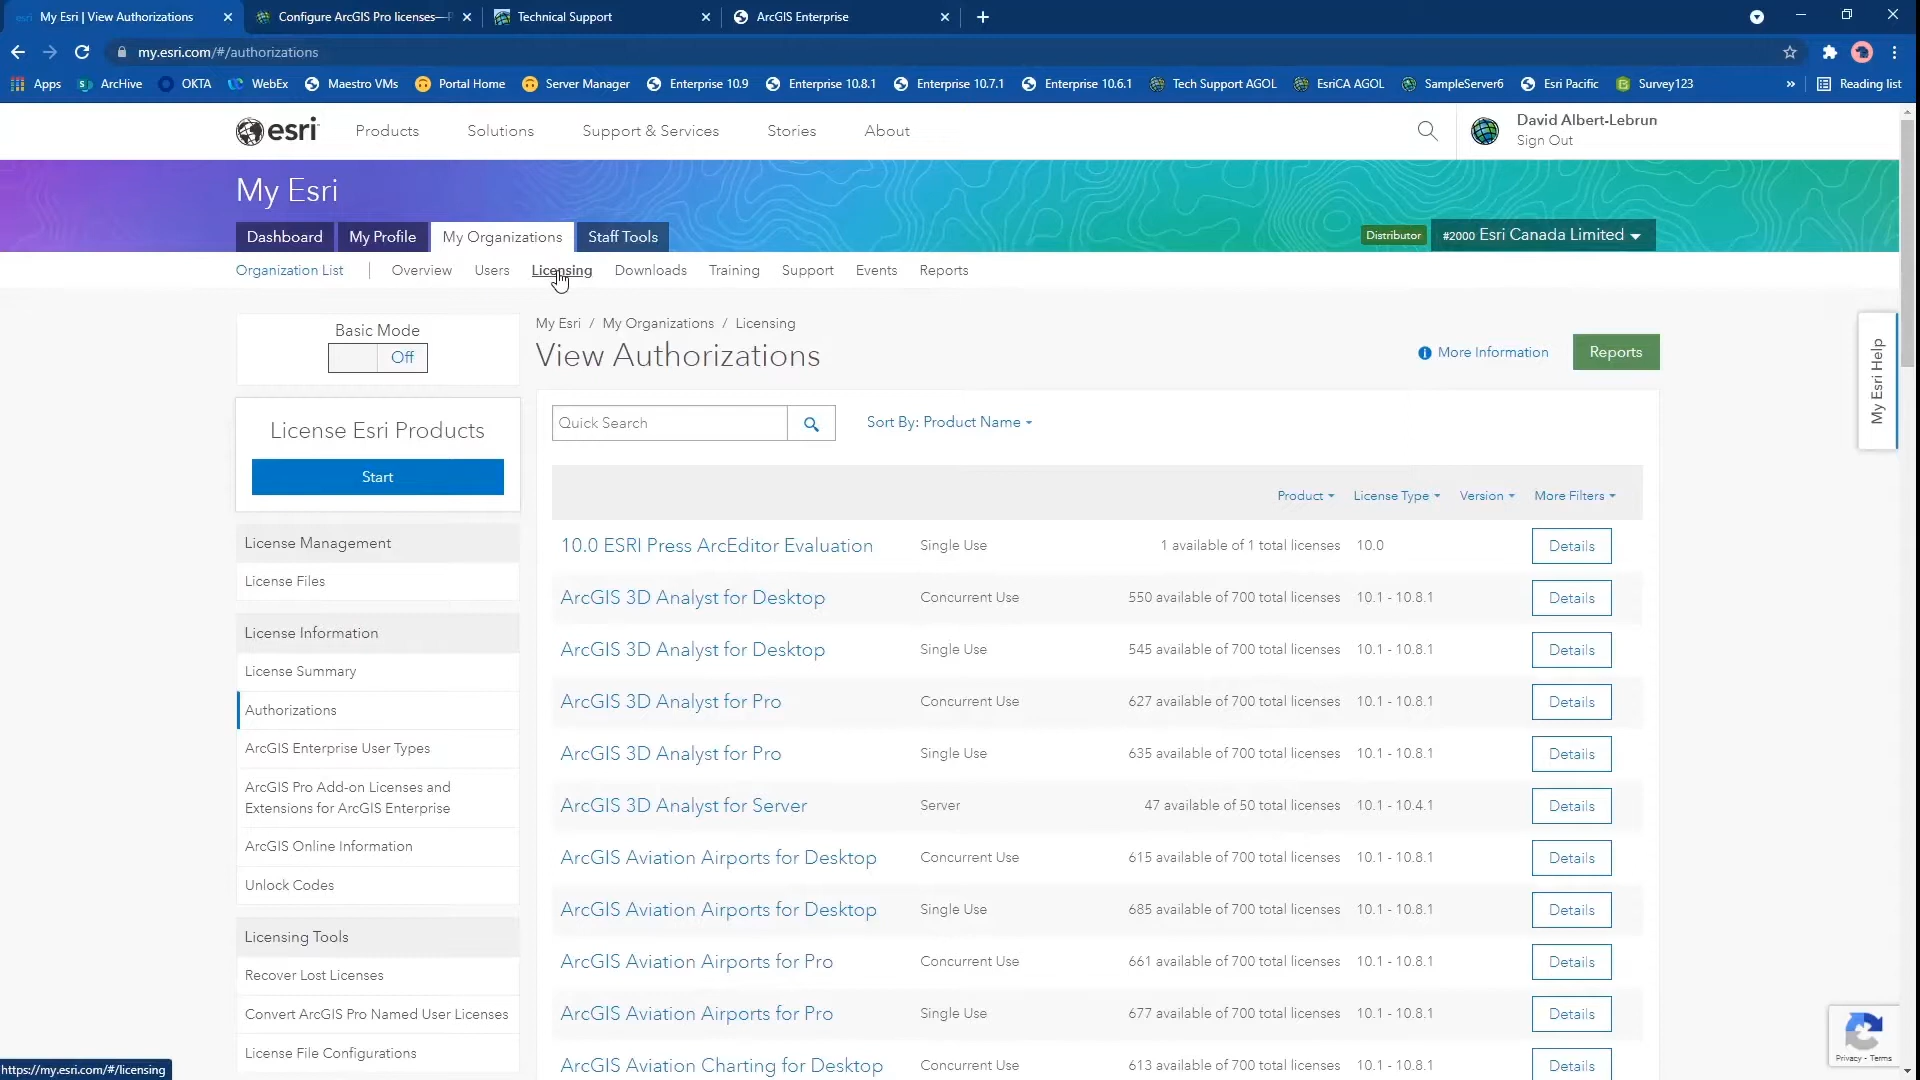 esri My Esri | View Authorizations
Configure ArcGIS Pro licenses—P
Technical Support
ArcGIS Enterprise
my.esri.com/#/authorizations
Apps ArcHive OKTA WebEx Maestro VMs Portal Home Server Manager Enterprise 10.9 Enterprise 10.8.1 Enterprise 10.7.1 Enterprise 10.6.1 Tech Support AGOL EsriCA AGOL SampleServer6 Esri Pacific Survey123 » Reading list
esri Products Solutions Support & Services Stories About
David Albert-Lebrun
Sign Out
My Esri
Dashboard My Profile My Organizations Staff Tools
Distributor #2000 Esri Canada Limited
Organization List | Overview Users Licensing Downloads Training Support Events Reports
Basic Mode
Off
License Esri Products
Start
License Management
License Files
License Information
License Summary
Authorizations
ArcGIS Enterprise User Types
ArcGIS Pro Add-on Licenses and
Extensions for ArcGIS Enterprise
ArcGIS Online Information
Unlock Codes
Licensing Tools
Recover Lost Licenses
Convert ArcGIS Pro Named User Licenses
License File Configurations
My Esri / My Organizations / Licensing
View Authorizations
More Information
Reports
Quick Search
Sort By: Product Name
Product License Type Version More Filters
10.0 ESRI Press ArcEditor Evaluation Single Use 1 available of 1 total licenses 10.0 Details
ArcGIS 3D Analyst for Desktop Concurrent Use 550 available of 700 total licenses 10.1 - 10.8.1 Details
ArcGIS 3D Analyst for Desktop Single Use 545 available of 700 total licenses 10.1 - 10.8.1 Details
ArcGIS 3D Analyst for Pro Concurrent Use 627 available of 700 total licenses 10.1 - 10.8.1 Details
ArcGIS 3D Analyst for Pro Single Use 635 available of 700 total licenses 10.1 - 10.8.1 Details
ArcGIS 3D Analyst for Server Server 47 available of 50 total licenses 10.1 - 10.4.1 Details
ArcGIS Aviation Airports for Desktop Concurrent Use 615 available of 700 total licenses 10.1 - 10.8.1 Details
ArcGIS Aviation Airports for Desktop Single Use 685 available of 700 total licenses 10.1 - 10.8.1 Details
ArcGIS Aviation Airports for Pro Concurrent Use 661 available of 700 total licenses 10.1 - 10.8.1 Details
ArcGIS Aviation Airports for Pro Single Use 677 available of 700 total licenses 10.1 - 10.8.1 Details
ArcGIS Aviation Charting for Desktop Concurrent Use 613 available of 700 total licenses 10.1 - 10.8.1 Details
My Esri Help
Privacy - Terms
https://my.esri.com/#/licensing